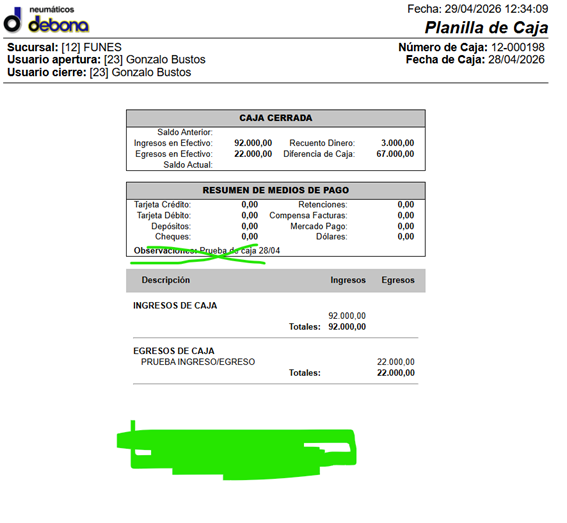 neumáticos
debona
Fecha: 29/04/2026 12:34:09
Planilla de Caja
Sucursal: [12] FUNES
Número de Caja: 12-000198
Usuario apertura: [23] Gonzalo Bustos
Fecha de Caja: 28/04/2026
Usuario cierre: [23] Gonzalo Bustos
CAJA CERRADA
Saldo Anterior:
Ingresos en Efectivo: 92.000,00 Recuento Dinero: 3.000,00
Egresos en Efectivo: 22.000,00 Diferencia de Caja: 67.000,00
Saldo Actual:
RESUMEN DE MEDIOS DE PAGO
Tarjeta Crédito: 0,00 Retenciones: 0,00
Tarjeta Débito: 0,00 Compensa Facturas: 0,00
Depósitos: 0,00 Mercado Pago: 0,00
Cheques: 0,00 Dólares: 0,00
Observaciones: Prueba de caja 28/04
Descripción Ingresos Egresos
INGRESOS DE CAJA
92.000,00
Totales: 92.000,00
EGRESOS DE CAJA
PRUEBA INGRESO/EGRESO 22.000,00
Totales: 22.000,00